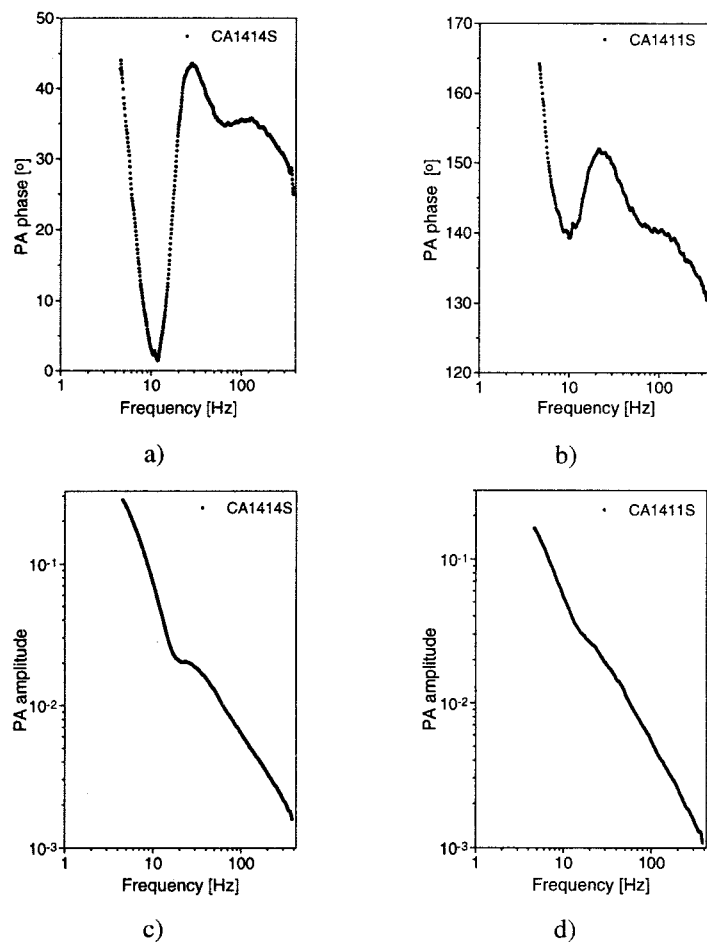 50
40
30
20
10
0
CA1414S
PA phase [º]
1
10
100
Frequency [Hz]
a)
170
160
150
140
130
120
CA1411S
PA phase [º]
1
10
100
Frequency [Hz]
b)
10-1
10-2
10-3
CA1414S
PA amplitude
1
10
100
Frequency [Hz]
c)
10-1
10-2
10-3
CA1411S
PA amplitude
1
10
100
Frequency [Hz]
d)